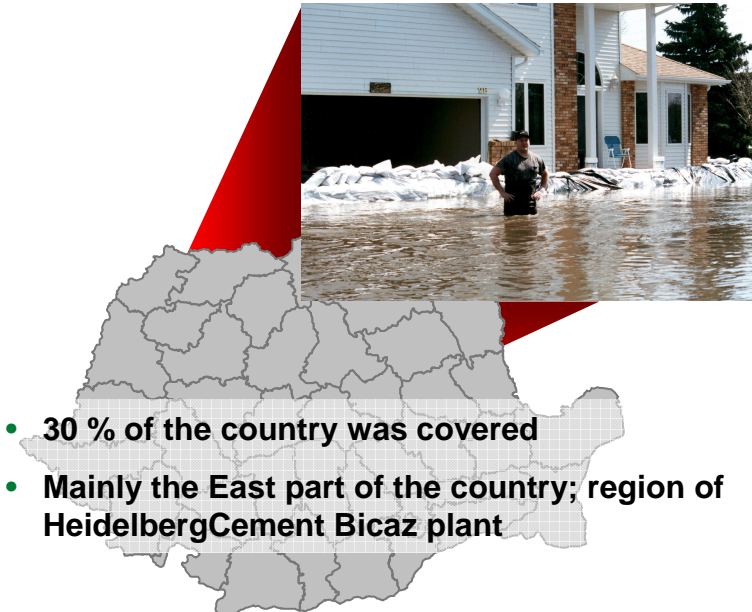 • 30 % of the country was covered
• Mainly the East part of the country; region of
HeidelbergCement Bicaz plant